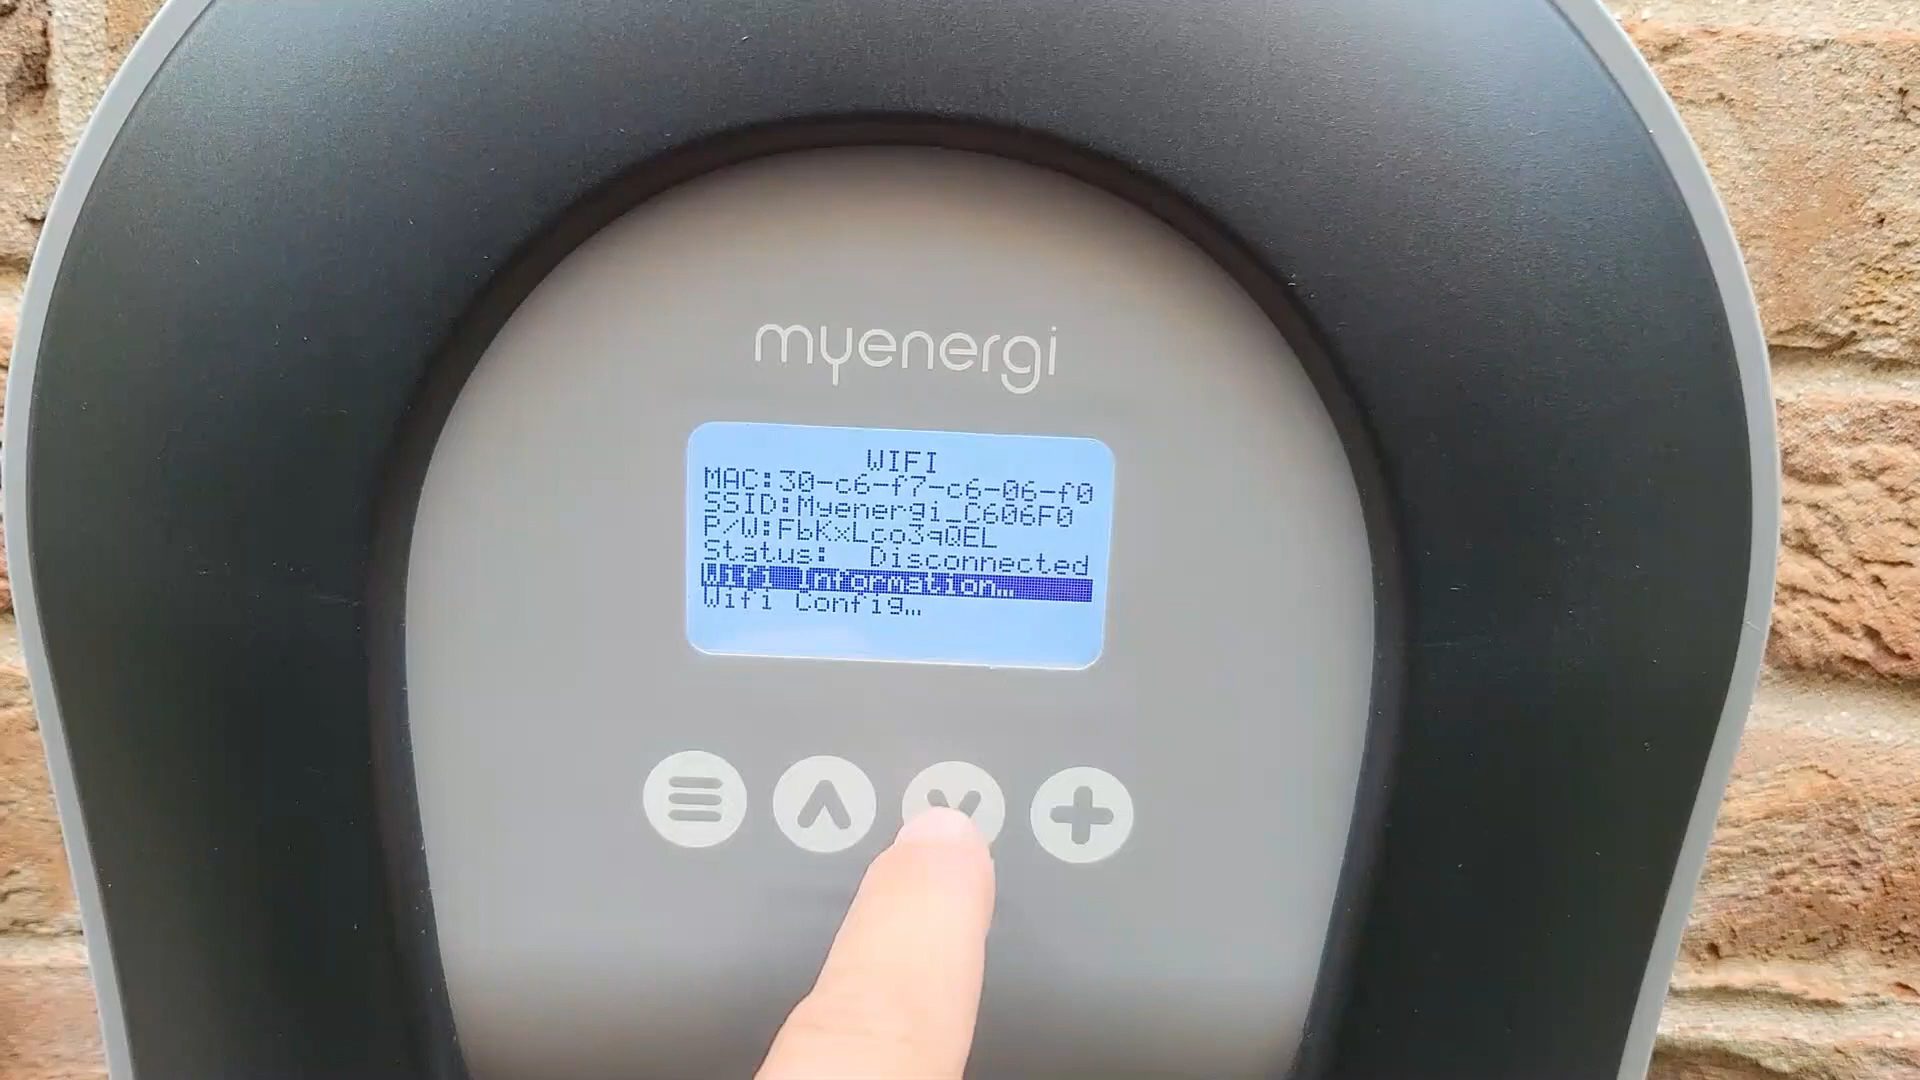 myenergi
WIFI
MAC:30-c6-f7-c6-06-f0
SSID:Myenergi_C606F0
P/W:FbKxLco3qQEL
Status: Disconnected
Wifi Information…
Wifi Config…